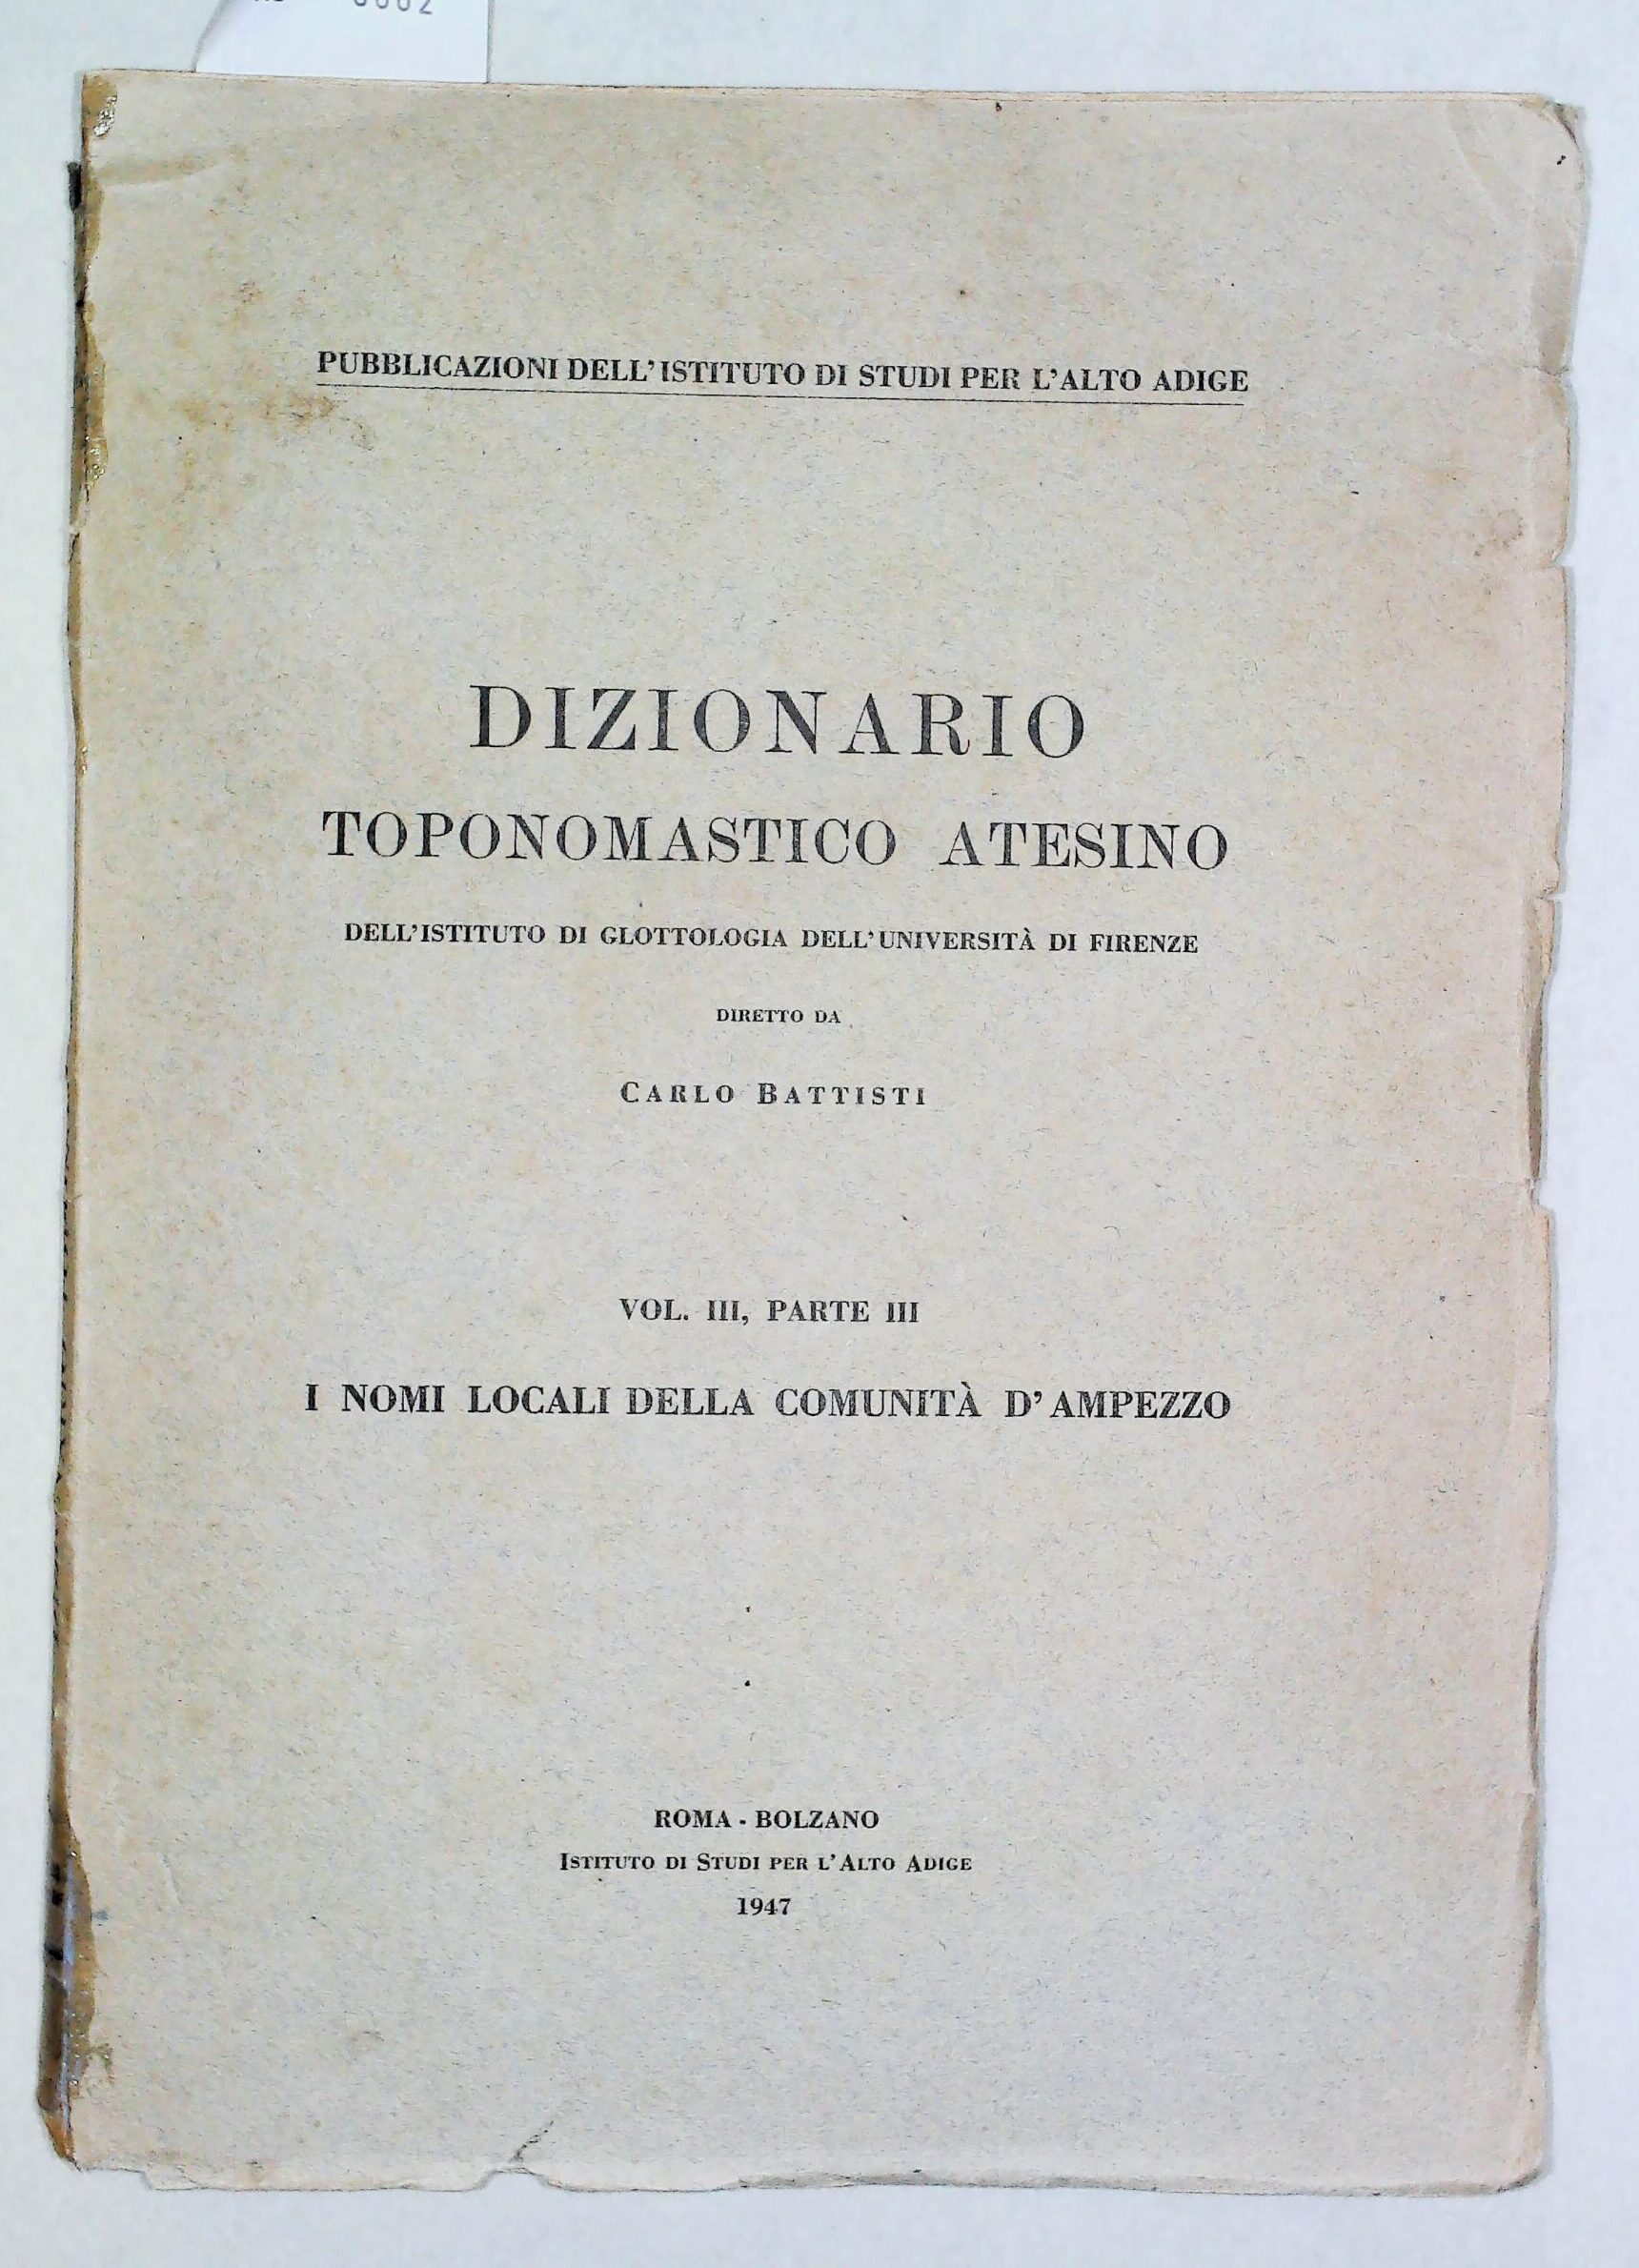 PUBBLICAZIONI DELL'ISTITUTO DI STUDI PER L'ALTO ADIGE
DIZIONARIO
TOPONOMASTICO ATESINO
DELL'ISTITUTO DI GLOTTOLOGIA DELL'UNIVERSITÀ DI FIRENZE
DIRETTO DA
CARLO BATTISTI
VOL. III, PARTE III
I NOMI LOCALI DELLA COMUNITÀ D'AMPEZZO
ROMA - BOLZANO
ISTITUTO DI STUDI PER L'ALTO ADIGE
1947